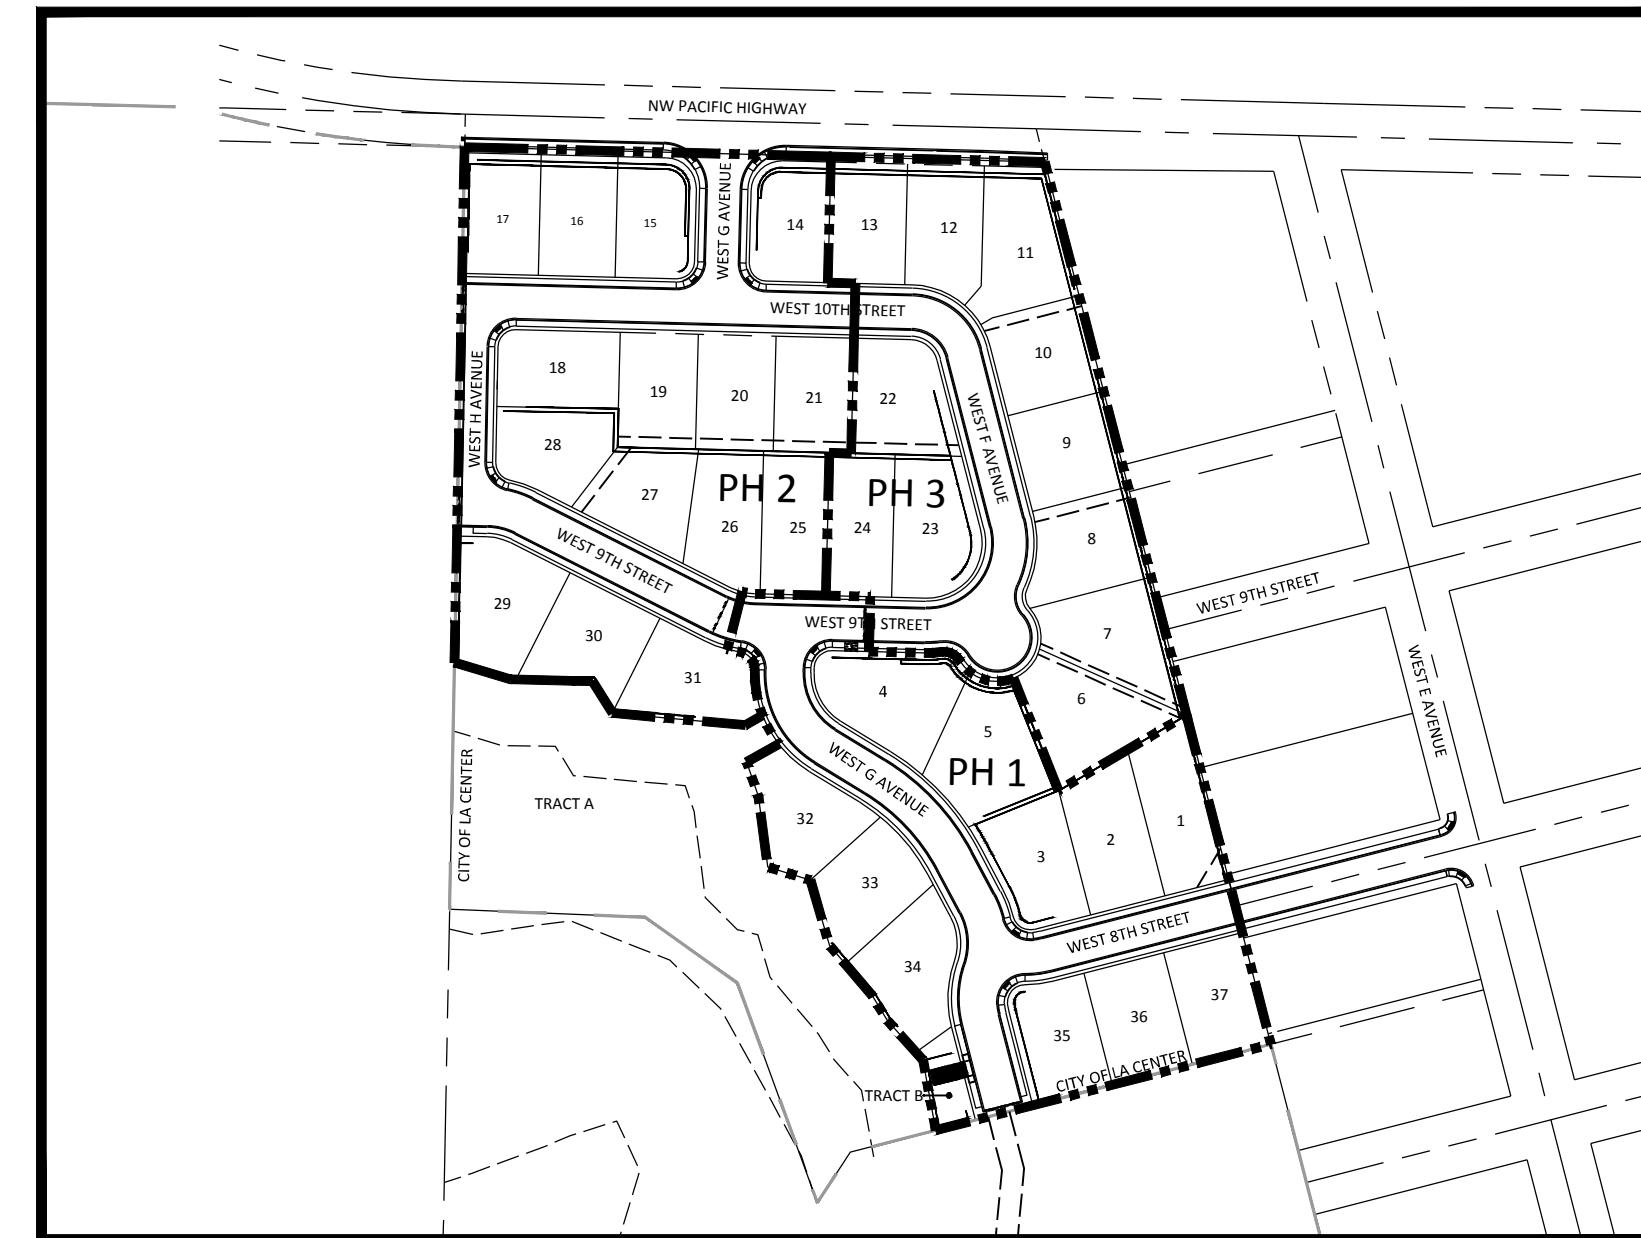 NW PACIFIC HIGHWAY
17
16
15
WEST G AVENUE
14
13
12
11
WEST 10TH STREET
WEST H AVENUE
18
19
20
21
22
WEST F AVENUE
10
28
9
27
PH 2
PH 3
26
25
24
23
8
WEST 9TH STREET
WEST 9TH STREET
29
30
WEST 9TH STREET
7
31
4
6
5
WEST E AVENUE
WEST G AVENUE
PH 1
CITY OF LA CENTER
TRACT A
32
1
2
3
33
WEST 8TH STREET
34
37
36
35
CITY OF LA CENTER
TRACT B